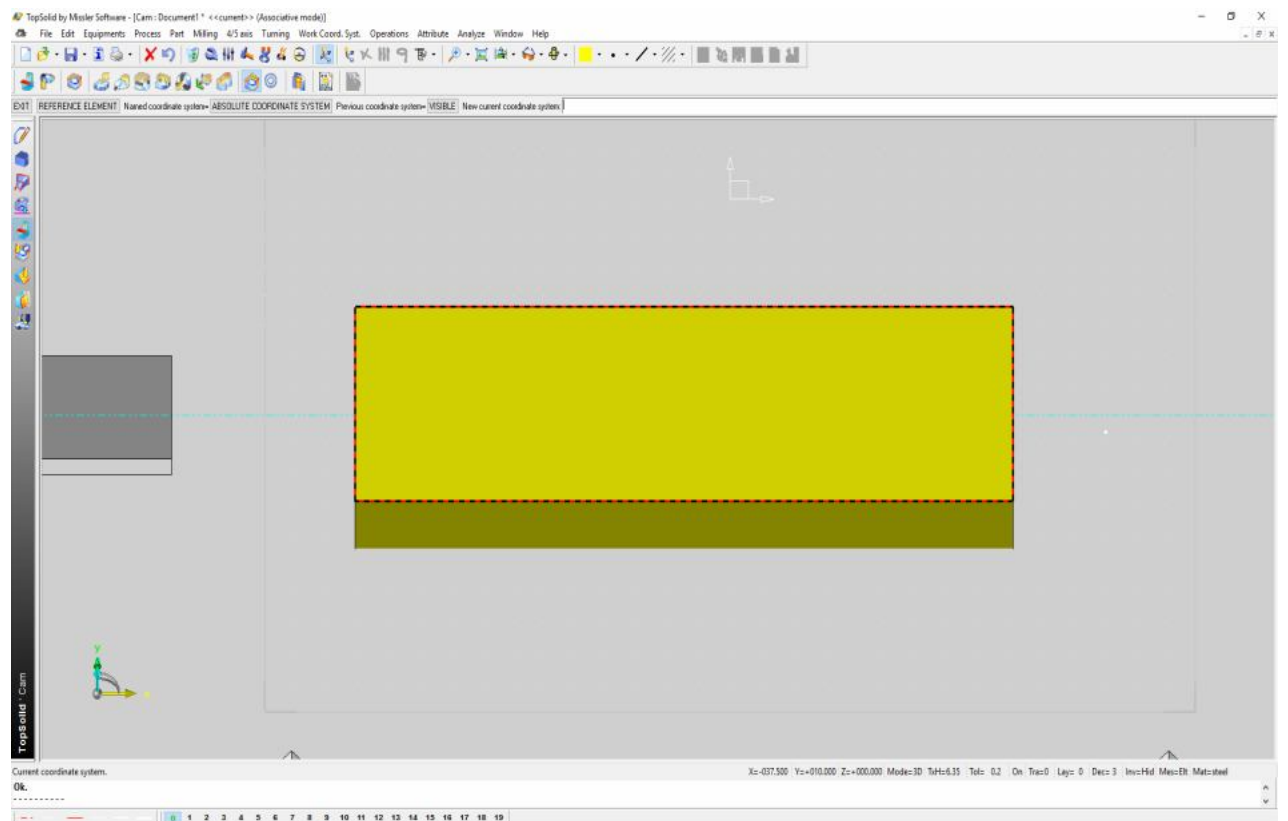 TopSolid by Missler Software - [Cam : Document1 * <<current>> (Associative mode)]
File Edit Equipments Process Part Milling 4/5 axis Turning Work Coord. Syst. Operations Attribute Analyze Window Help
EXIT REFERENCE ELEMENT Named coordinate system= ABSOLUTE COORDINATE SYSTEM Previous coordinate system= VISIBLE New current coordinate system:
y
TopSolid'Cam
Current coordinate system.
X=-037.500 Y=+010.000 Z=+000.000 Mode=3D TxH=6.35 Tol= 0.2 On Tra=0 Lay= 0 Dec= 3 Inv=Hid Mes=Elt Mat=steel
Ok.
----------
0 1 2 3 4 5 6 7 8 9 10 11 12 13 14 15 16 17 18 19